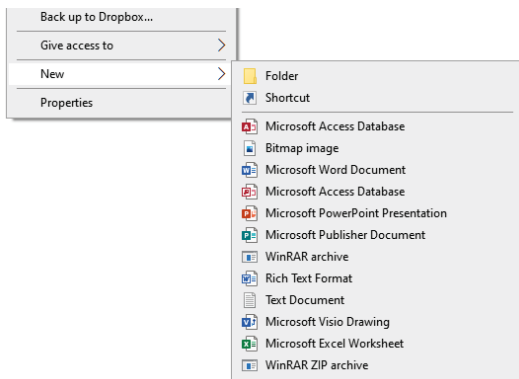 Back up to Dropbox...
Give access to
New
Properties
Folder
Shortcut
Microsoft Access Database
Bitmap image
Microsoft Word Document
Microsoft Access Database
Microsoft PowerPoint Presentation
Microsoft Publisher Document
WinRAR archive
Rich Text Format
Text Document
Microsoft Visio Drawing
Microsoft Excel Worksheet
WinRAR ZIP archive